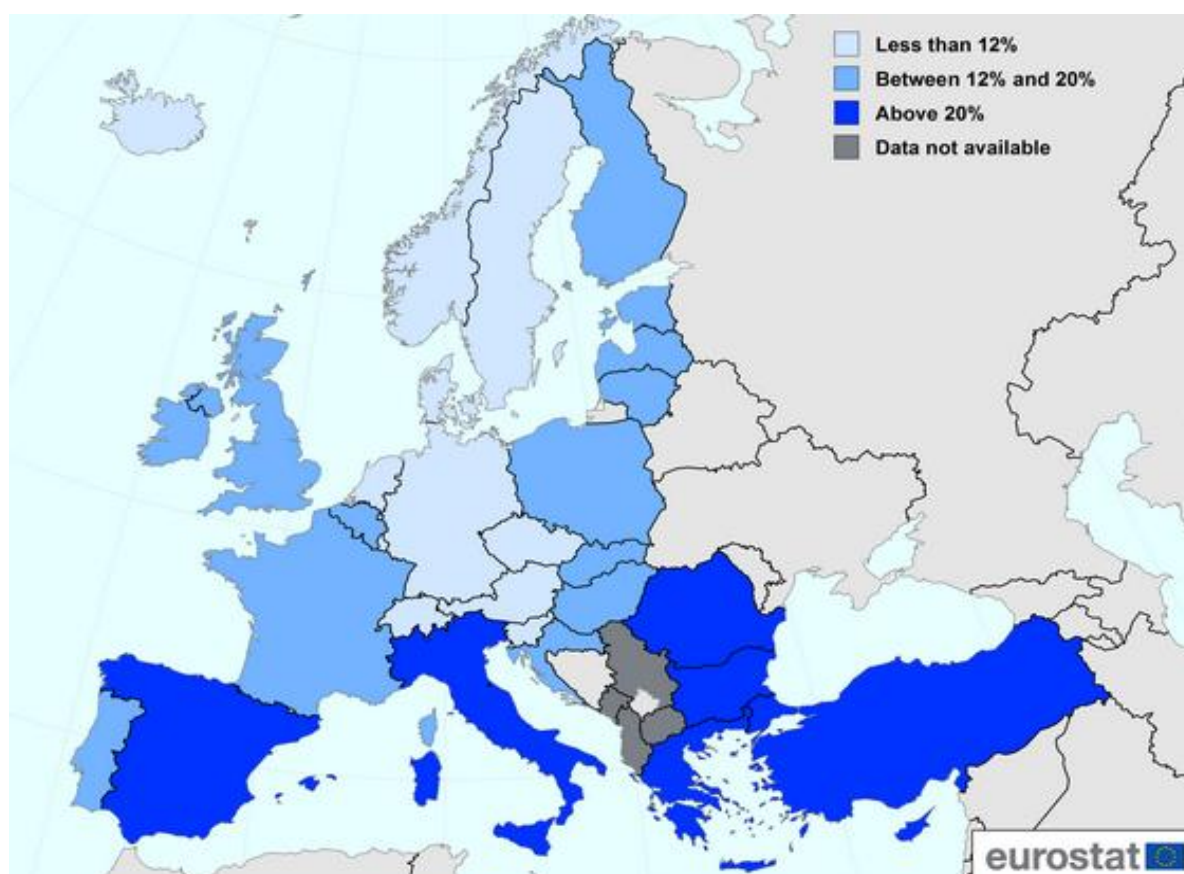 Less than 12%
Between 12% and 20%
Above 20%
Data not available
eurostat